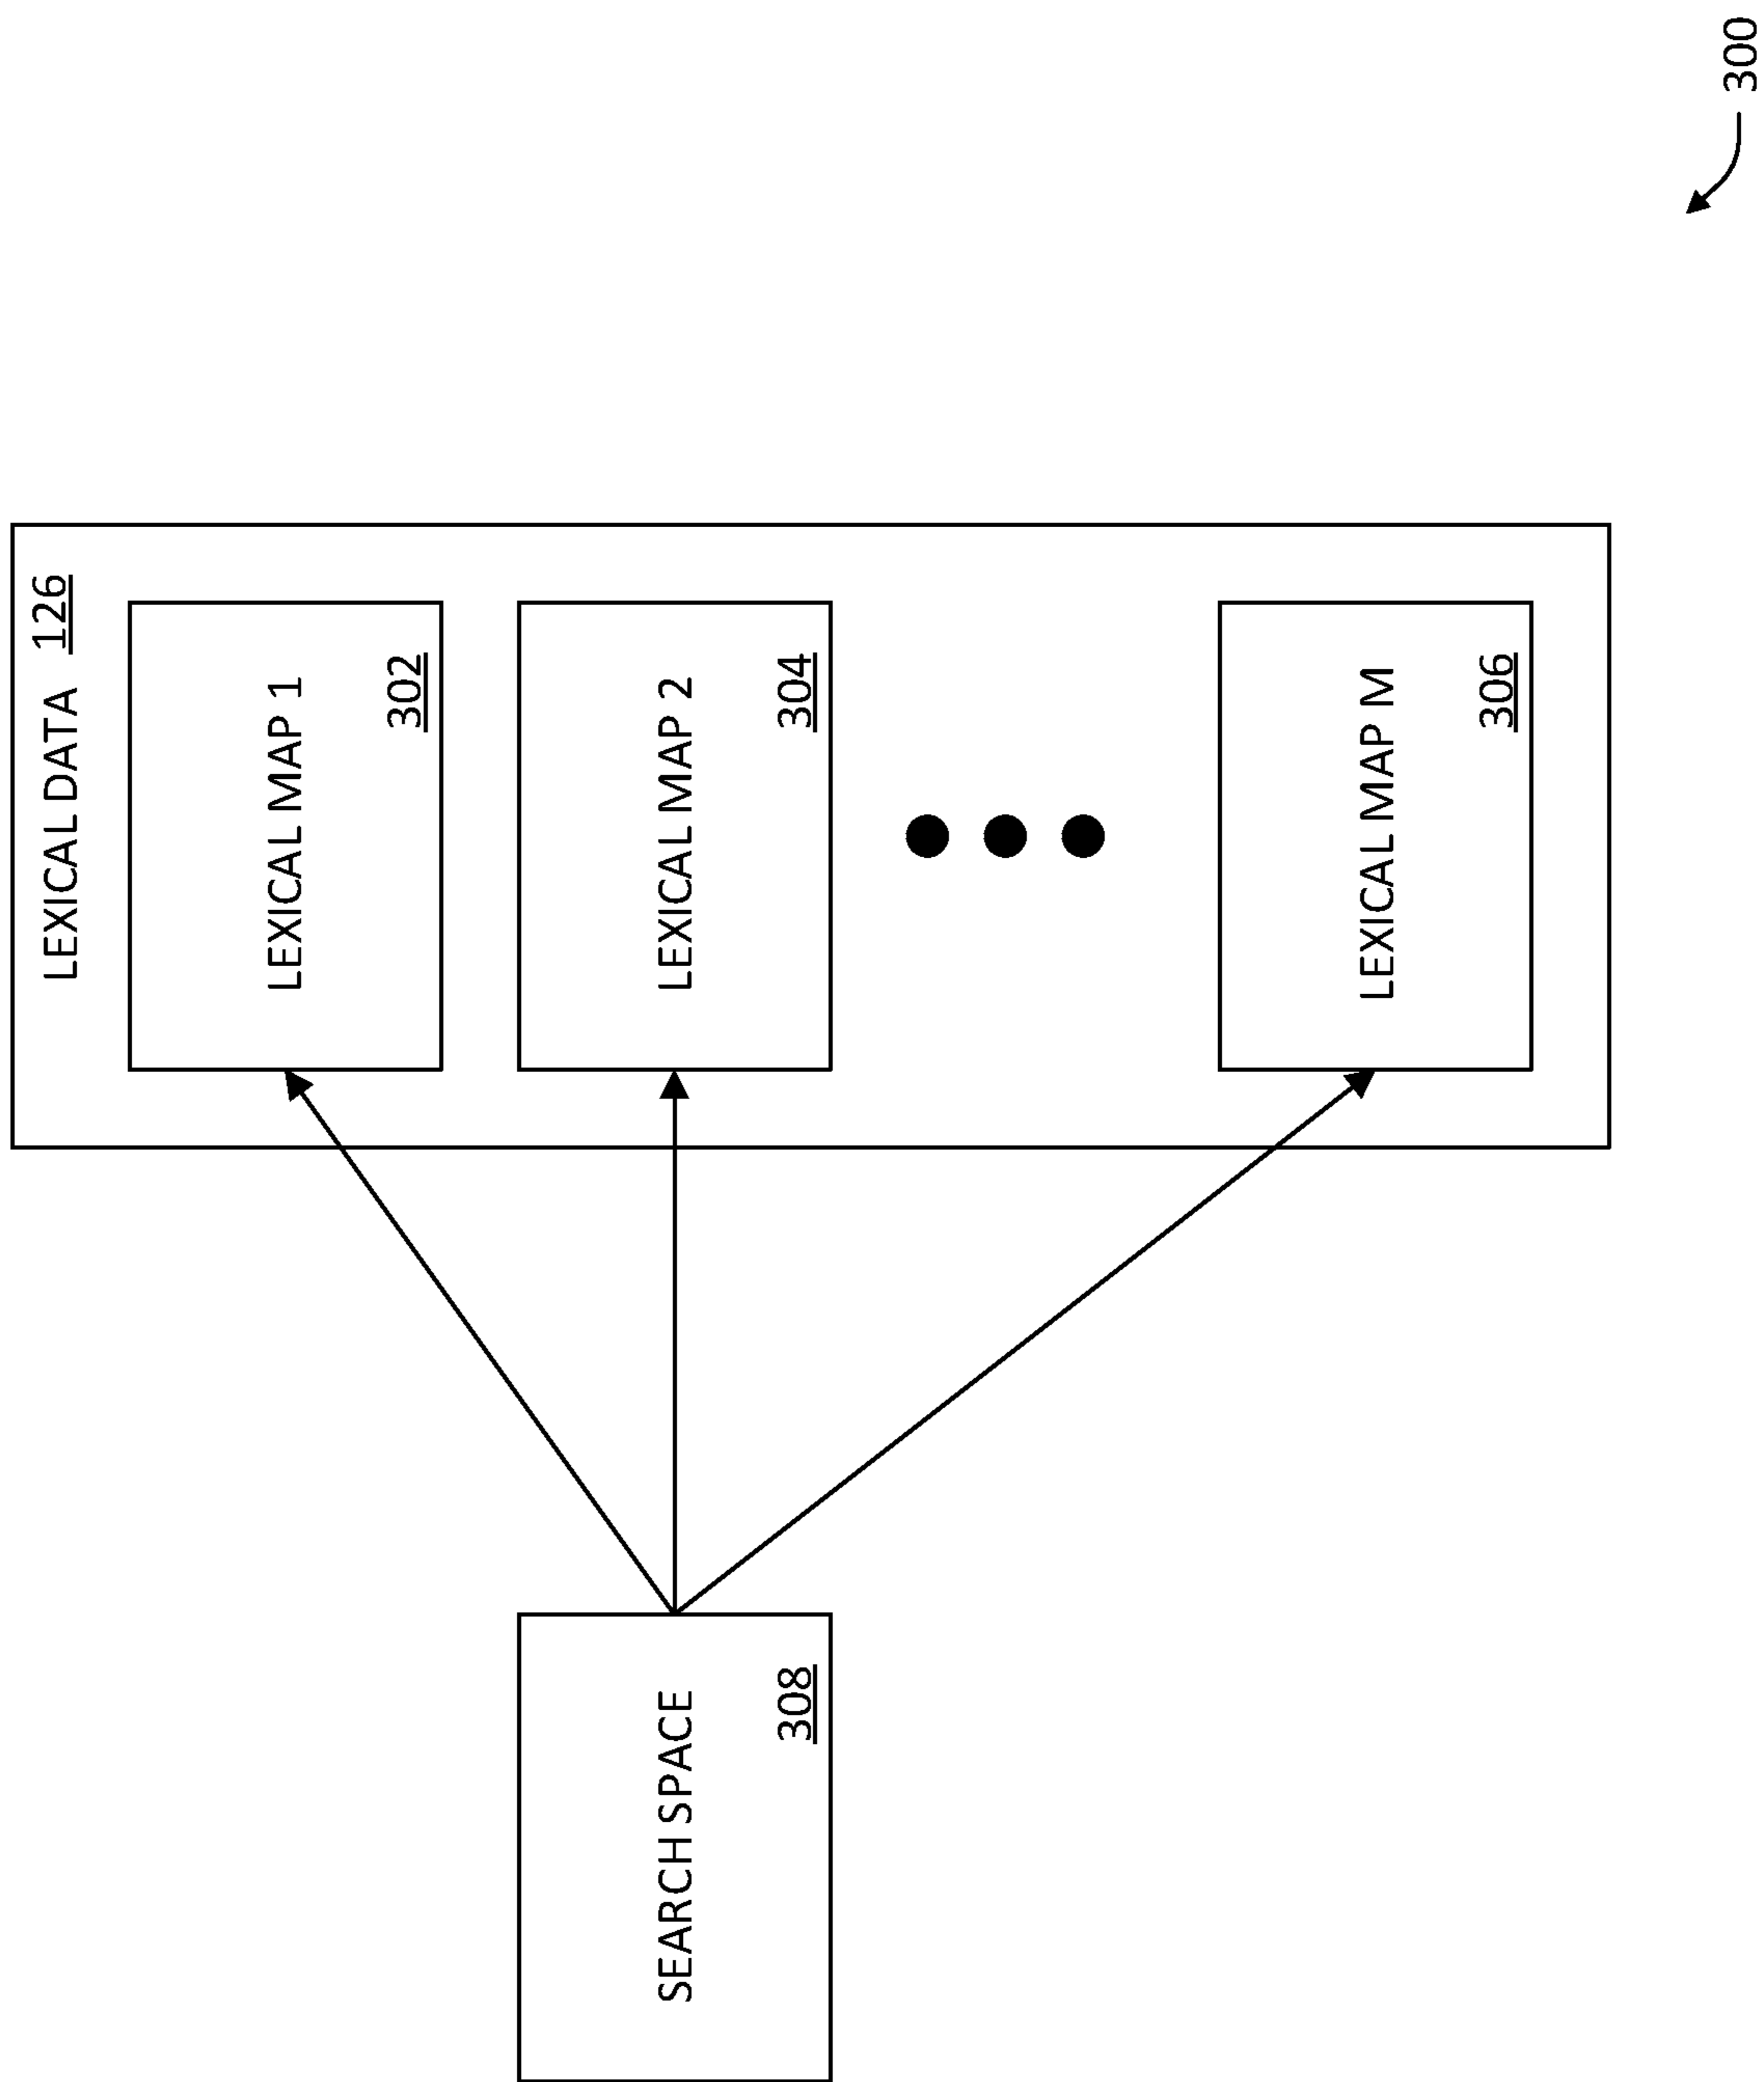 LEXICAL DATA 126
LEXICAL MAP 1
302
LEXICAL MAP 2
304
LEXICAL MAP M
306
SEARCH SPACE
308
300